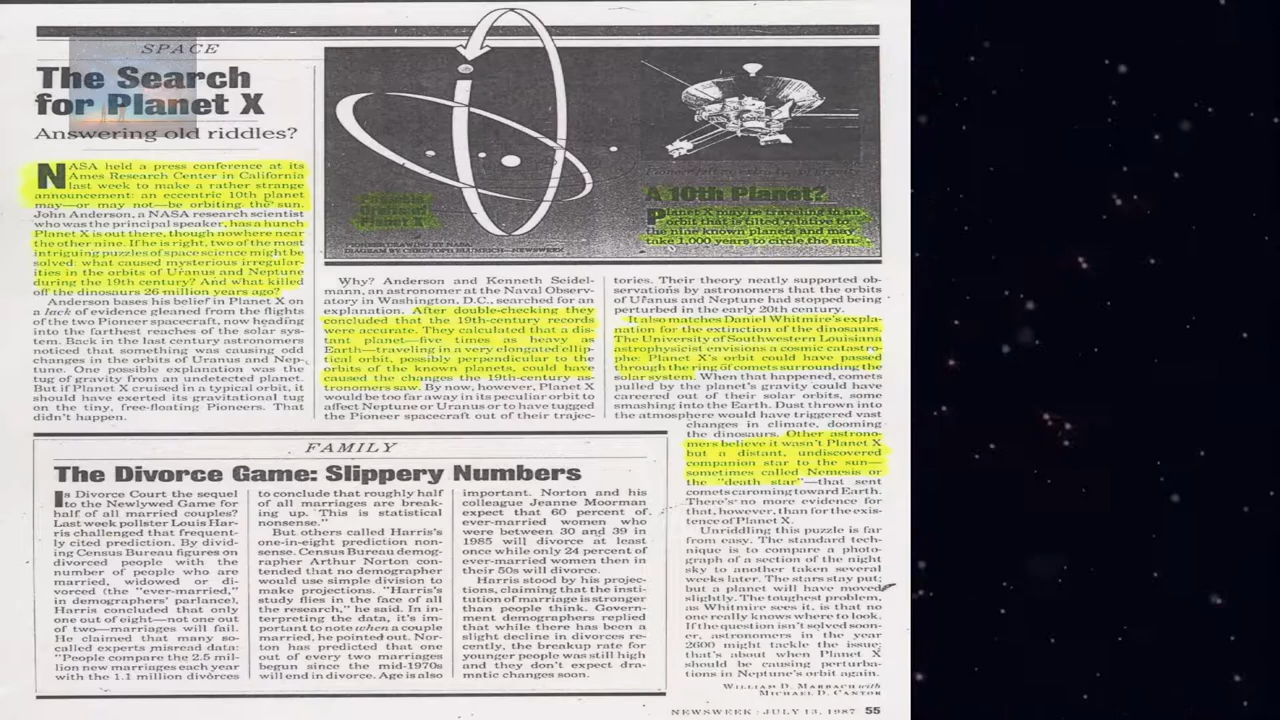 SPACE
The Search
for Planet X
Answering old riddles?
NASA held a press conference at its
Ames Research Center in California
last week to make a rather strange
announcement: an eccentric 10th planet
may—or may not—be orbiting the sun.
John Anderson, a NASA research scientist
who was the principal speaker, has a hunch
Planet X is out there, though nowhere near
the other nine. If he is right, two of the most
intriguing puzzles of space science might be
solved: what caused mysterious irregular-
ities in the orbits of Uranus and Neptune
during the 19th century? And what killed
off the dinosaurs 26 million years ago?
Anderson bases his belief in Planet X on
a lack of evidence gleaned from the flights
of the two Pioneer spacecraft, now heading
into the farthest reaches of the solar sys-
tem. Back in the last century astronomers
noticed that something was causing odd
changes in the orbits of Uranus and Nep-
tune. One possible explanation was the
tug of gravity from an undetected planet.
But if Planet X cruised in a typical orbit, it
should have exerted its gravitational tug
on the tiny, free-floating Pioneers. That
didn't happen.
Orbit of
Planet X
PIONEER DRAWING BY NASA
DIAGRAM BY CHRISTOPH BLUMRICH—NEWSWEEK
A 10th Planet?
Planet X may be traveling in an
orbit that is tilted relative to
the nine known planets and may
take 1,000 years to circle the sun.
Why? Anderson and Kenneth Seidel-
mann, an astronomer at the Naval Observ-
atory in Washington, D.C., searched for an
explanation. After double-checking they
concluded that the 19th-century records
were accurate. They calculated that a dis-
tant planet—five times as heavy as
Earth—traveling in a very elongated ellip-
tical orbit, possibly perpendicular to the
orbits of the known planets, could have
caused the changes the 19th-century as-
tronomers saw. By now, however, Planet X
would be too far away in its peculiar orbit to
affect Neptune or Uranus or to have tugged
the Pioneer spacecraft out of their trajec-
tories. Their theory neatly supported ob-
servations by astronomers that the orbits
of Uranus and Neptune had stopped being
perturbed in the early 20th century.
It also matches Daniel Whitmire's expla-
nation for the extinction of the dinosaurs.
The University of Southwestern Louisiana
astrophysicist envisions a cosmic catastro-
phe: Planet X's orbit could have passed
through the ring of comets surrounding the
solar system. When that happened, comets
pulled by the planet's gravity could have
careered out of their solar orbits, some
smashing into the Earth. Dust thrown into
the atmosphere would have triggered vast
changes in climate, dooming
the dinosaurs. Other astrono-
mers believe it wasn't Planet X
but a distant, undiscovered
companion star to the sun—
sometimes called Nemesis or
the "death star"—that sent
comets caroming toward Earth.
There's no more evidence for
that, however, than for the exis-
tence of Planet X.
Unriddling this puzzle is far
from easy. The standard tech-
nique is to compare a photo-
graph of a section of the night
sky to another taken several
weeks later. The stars stay put;
but a planet will have moved
slightly. The toughest problem,
as Whitmire sees it, is that no
one really knows where to look.
If the question isn't solved soon-
er, astronomers in the year
2600 might tackle the issue;
that's about when Planet X
should be causing perturba-
tions in Neptune's orbit again.
WILLIAM D. MARBACH with
MICHAEL D. CANTOR
FAMILY
The Divorce Game: Slippery Numbers
Is Divorce Court the sequel
to the Newlywed Game for
half of all married couples?
Last week pollster Louis Har-
ris challenged that frequent-
ly cited prediction. By divid-
ing Census Bureau figures on
divorced people with the
number of people who are
married, widowed or di-
vorced (the "ever-married,"
in demographers' parlance),
Harris concluded that only
one out of eight—not one out
of two—marriages will fail.
He claimed that many so-
called experts misread data:
"People compare the 2.5 mil-
lion new marriages each year
with the 1.1 million divorces
to conclude that roughly half
of all marriages are break-
ing up. This is statistical
nonsense."
But others called Harris's
one-in-eight prediction non-
sense. Census Bureau demog-
rapher Arthur Norton con-
tended that no demographer
would use simple division to
make projections. "Harris's
study flies in the face of all
the research," he said. In in-
terpreting the data, it's im-
portant to note when a couple
married, he pointed out. Nor-
ton has predicted that one
out of every two marriages
begun since the mid-1970s
will end in divorce. Age is also
important. Norton and his
colleague Jeanne Moorman
expect that 60 percent of
ever-married women who
were between 30 and 39 in
1985 will divorce at least
once while only 24 percent of
ever-married women then in
their 50s will divorce.
Harris stood by his projec-
tions, claiming that the insti-
tution of marriage is stronger
than people think. Govern-
ment demographers replied
that while there has been a
slight decline in divorces re-
cently, the breakup rate for
younger people was still high
and they don't expect dra-
matic changes soon.
NEWSWEEK : JULY 13, 1987 55